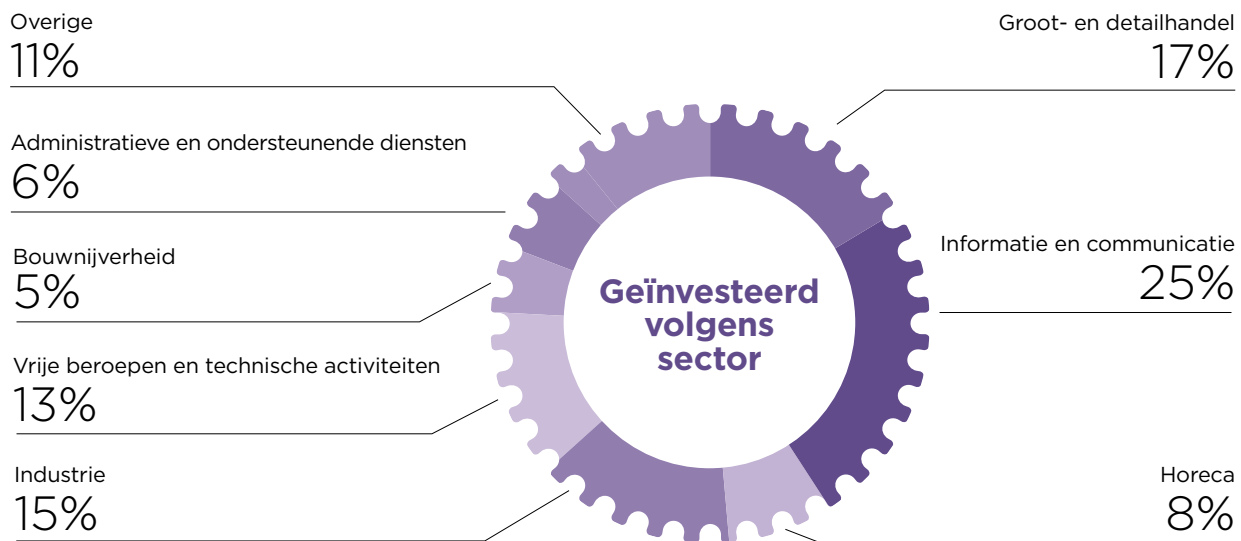 Overige
11%
Administratieve en ondersteunende diensten
6%
Bouwnijverheid
5%
Vrije beroepen en technische activiteiten
13%
Industrie
15%
Geïnvesteerd
volgens
sector
Groot- en detailhandel
17%
Informatie en communicatie
25%
Horeca
8%